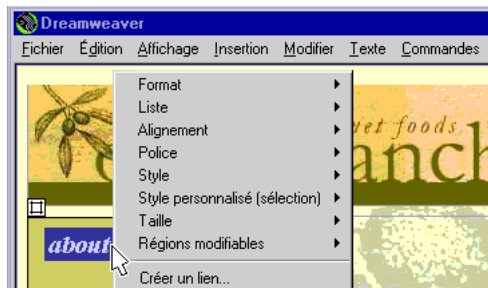 Dreamweaver
Fichier Édition Affichage Insertion Modifier Texte Commandes
Format
Liste
Alignement
Police
Style
Style personnalisé (sélection)
Taille
Régions modifiables
Créer un lien...
foods
anch
about